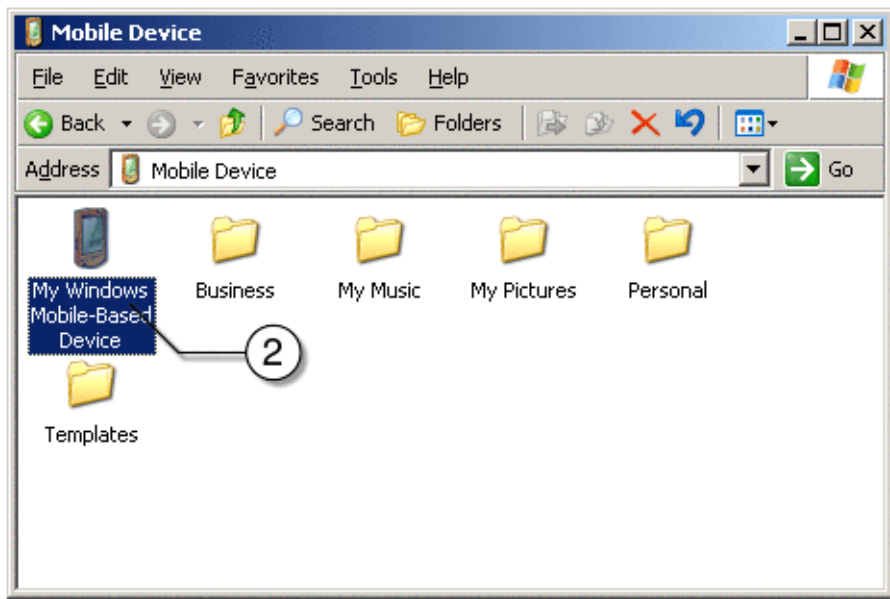 Mobile Device
File Edit View Favorites Tools Help
Back Search Folders
Address Mobile Device Go
My Windows Mobile-Based Device
Business
My Music
My Pictures
Personal
2
Templates